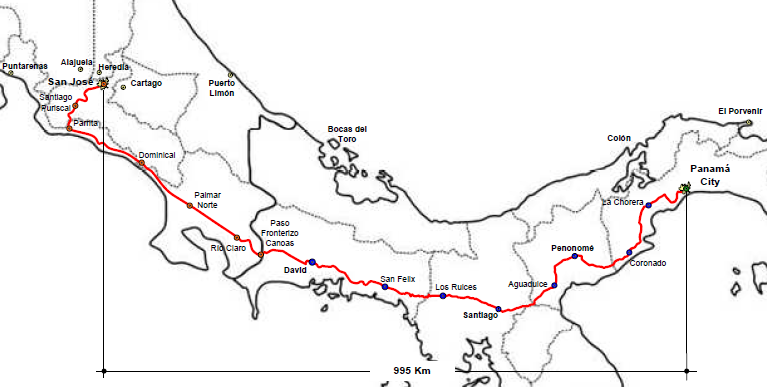 Puntarenas
Alajuela
Heredia
San José
Cartago
Santiago
Puriscal
Parrita
Puerto
Limón
Dominical
Palmar
Norte
Rio Claro
Paso
Fronterizo
Canoas
Bocas del
Toro
David
San Felix
Los Ruices
Santiago
Aguadulce
Penonomé
Coronado
La Chorera
Colón
El Porvenir
Panamá
City
995 Km